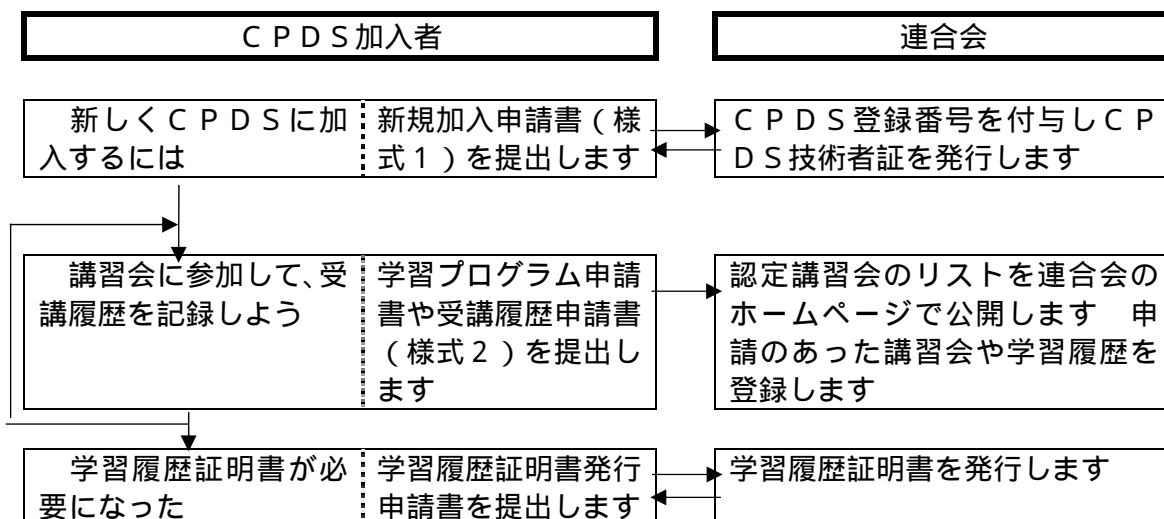 ＣＰＤＳ加入者
連合会
新しくＣＰＤＳに加
入するには
新規加入申請書（様
式１）を提出します
ＣＰＤＳ登録番号を付与しＣＰ
ＤＳ技術者証を発行します
講習会に参加して、受
講履歴を記録しよう
学習プログラム申請
書や受講履歴申請書
（様式２）を提出し
ます
認定講習会のリストを連合会の
ホームページで公開します　申
請のあった講習会や学習履歴を
登録します
学習履歴証明書が必
要になった
学習履歴証明書発行
申請書を提出します
学習履歴証明書を発行します